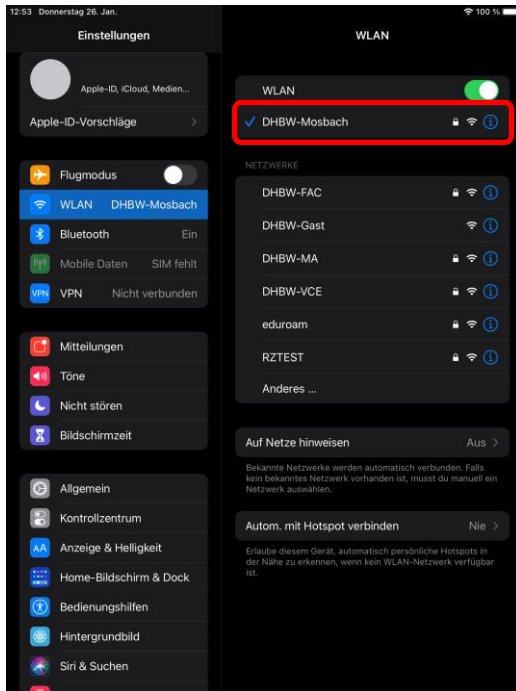 12:53 Donnerstag 26. Jan.
100 %
Einstellungen
Apple-ID, iCloud, Medien...
Apple-ID-Vorschläge
Flugmodus
WLAN DHBW-Mosbach
Bluetooth Ein
Mobile Daten SIM fehlt
VPN VPN Nicht verbunden
Mitteilungen
Töne
Nicht stören
Bildschirmzeit
Allgemein
Kontrollzentrum
AA Anzeige & Helligkeit
Home-Bildschirm & Dock
Bedienungshilfen
Hintergrundbild
Siri & Suchen
WLAN
WLAN
DHBW-Mosbach
NETZWERKE
DHBW-FAC
DHBW-Gast
DHBW-MA
DHBW-VCE
eduroam
RZTEST
Anderes ...
Auf Netze hinweisen Aus
Bekannte Netzwerke werden automatisch verbunden. Falls
kein bekanntes Netzwerk vorhanden ist, musst du manuell ein
Netzwerk auswählen.
Autom. mit Hotspot verbinden Nie
Erlaube diesem Gerät, automatisch persönliche Hotspots in
der Nähe zu erkennen, wenn kein WLAN-Netzwerk verfügbar
ist.